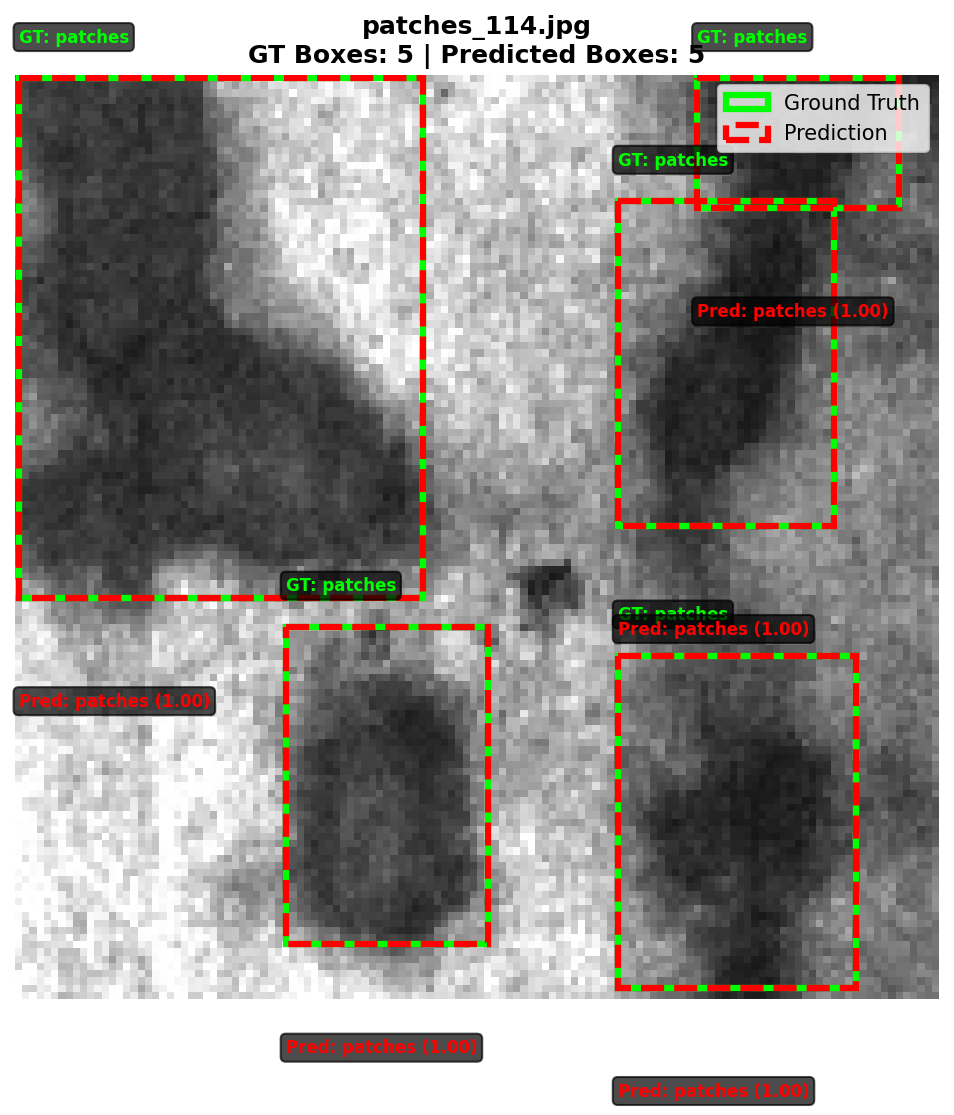 patches_114.jpg
GT Boxes: 5 | Predicted Boxes: 5
GT: patches
GT: patches
Ground Truth
Prediction
GT: patches
Pred: patches (1.00)
GT: patches
GT: patches
Pred: patches (1.00)
Pred: patches (1.00)
Pred: patches (1.00)
Pred: patches (1.00)